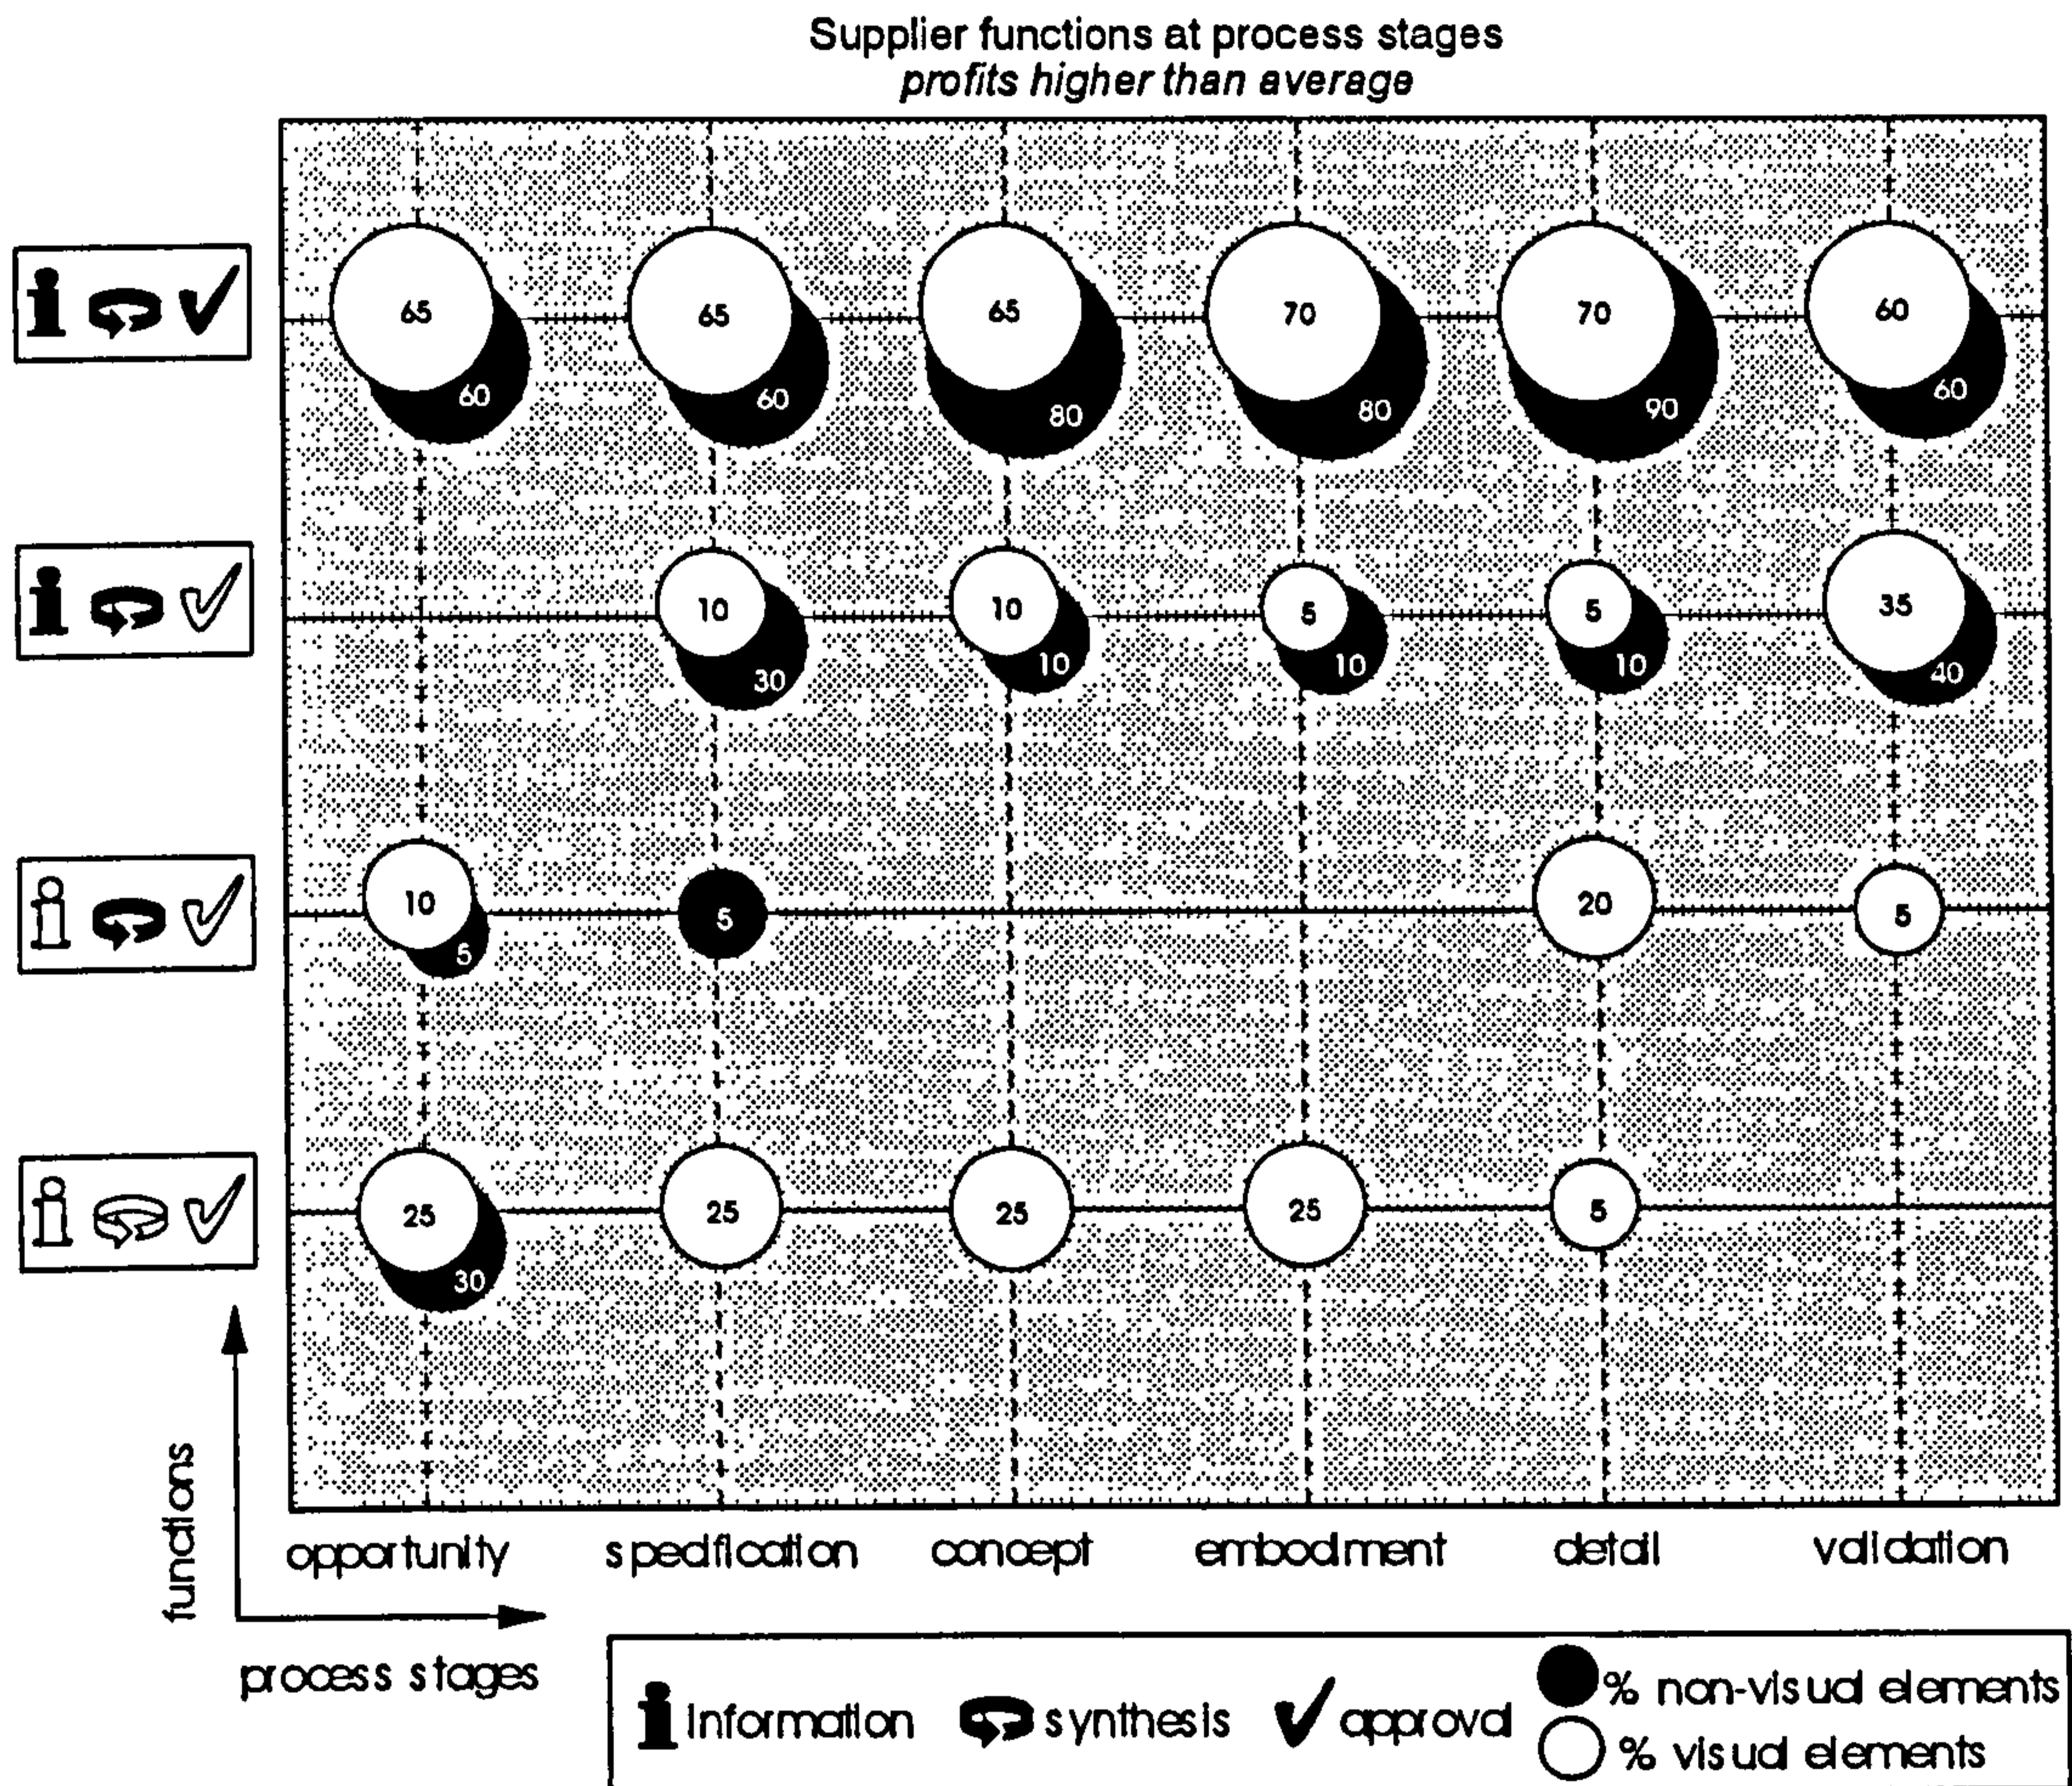 Supplier functions at process stages
profits higher than average
65 65 65 70 70 60
60 60 80 80 90 60
10 10 5 5 35
30 10 10 10 40
10 5 20 5
5
25 25 25 25 5
30
functions
opportunity specification concept embodiment detail validation
process stages
i Information synthesis approval % non-visual elements
% visual elements